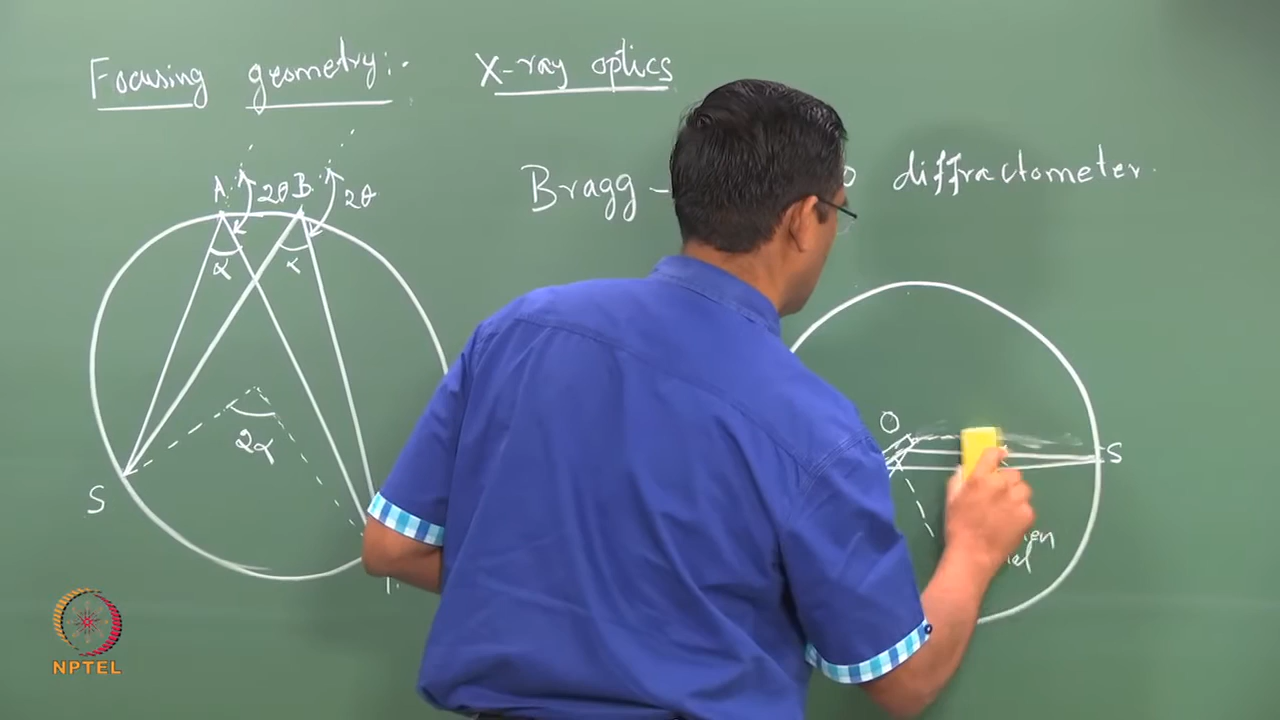 Focusing geometry:- X-ray optics
Bragg - diffractometer.
A 2θ B 2θ
α α
2α
S
O
S
NPTEL